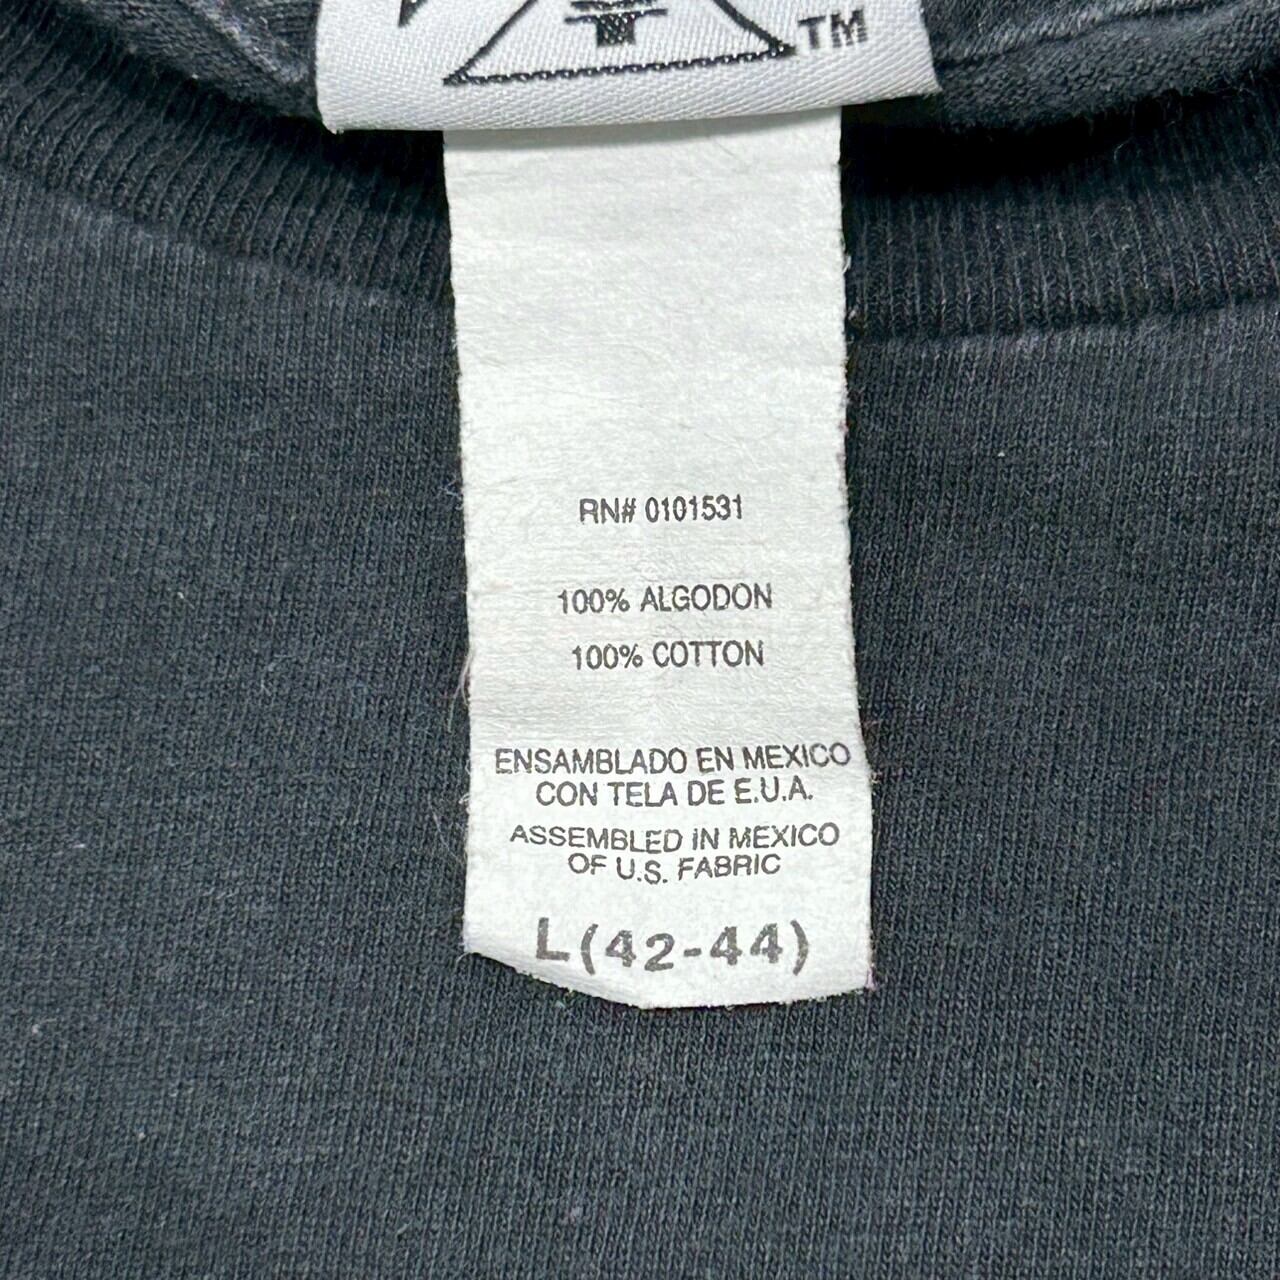 TM
RN# 0101531
100% ALGODON
100% COTTON
ENSAMBLADO EN MEXICO
CON TELA DE E.U.A.
ASSEMBLED IN MEXICO
OF U.S. FABRIC
L(42-44)